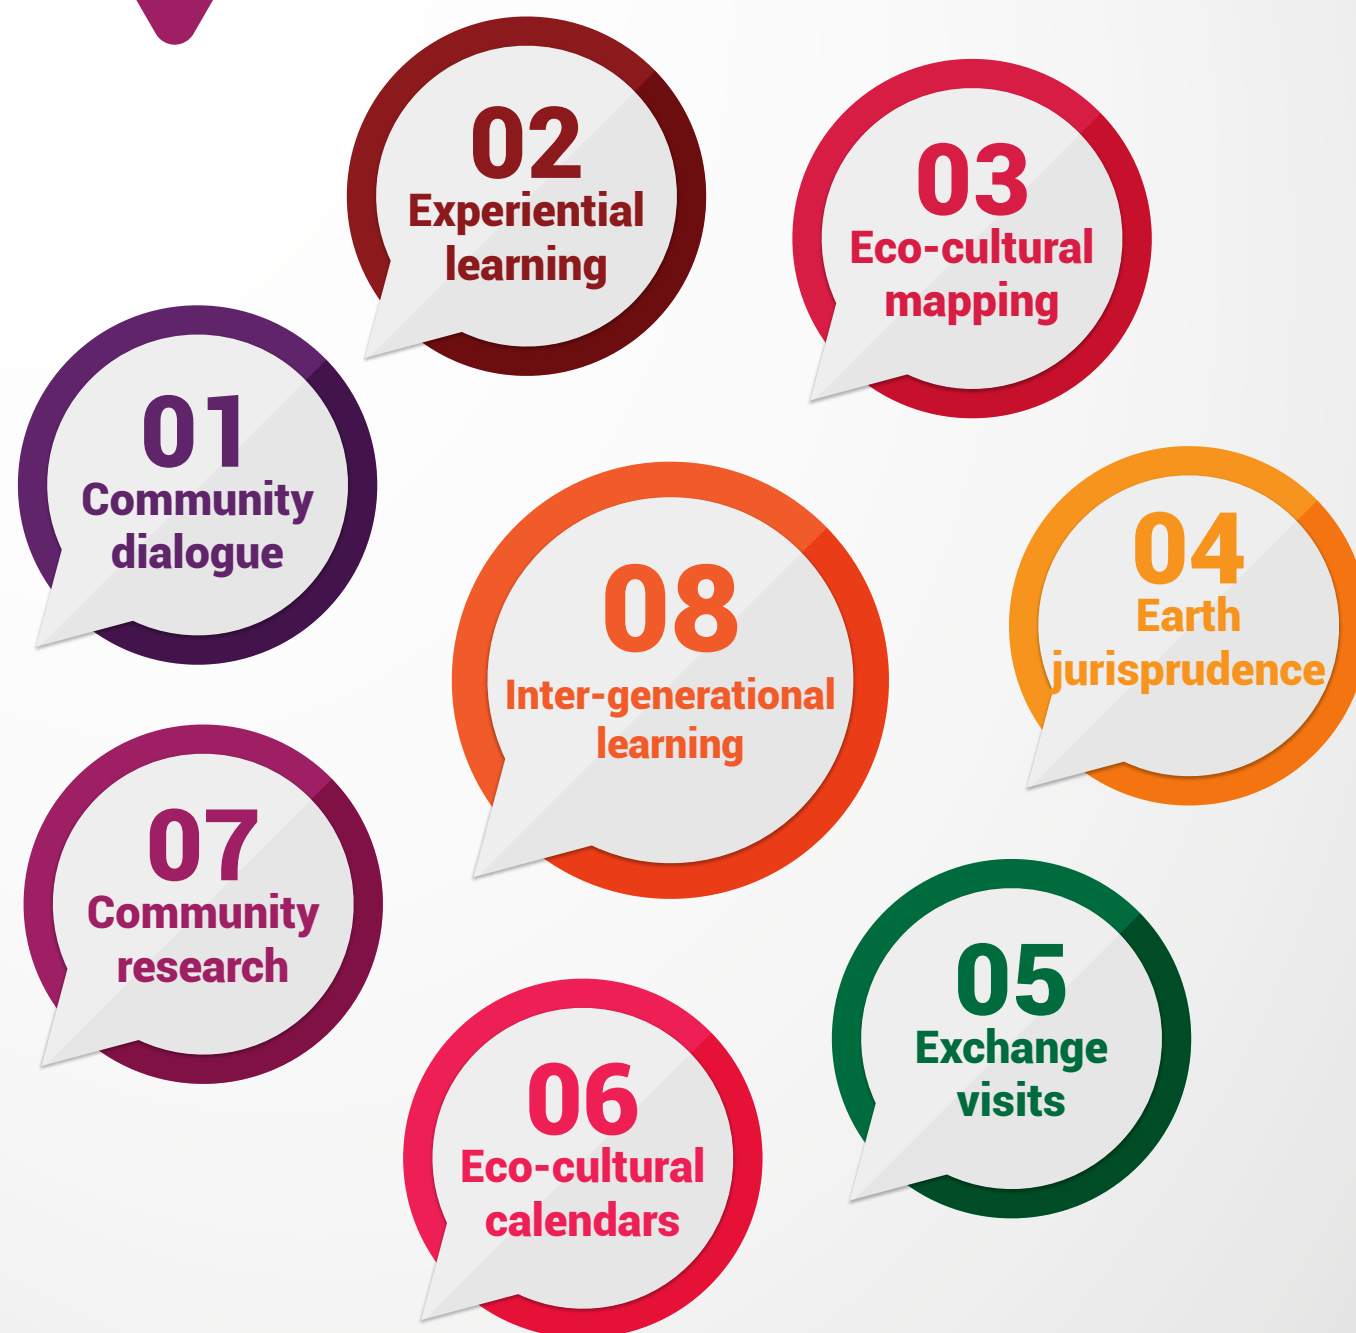 01
Community
dialogue
02
Experiential
learning
03
Eco-cultural
mapping
04
Earth
jurisprudence
05
Exchange
visits
06
Eco-cultural
calendars
07
Community
research
08
Inter-generational
learning